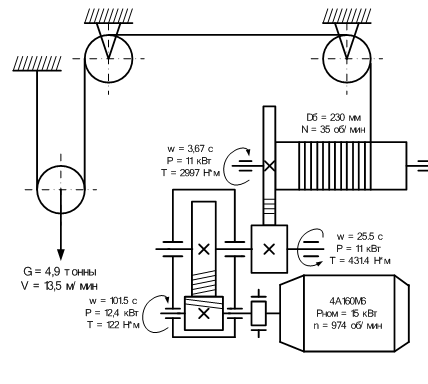 Dб = 230 мм
N = 35 об/ мин
w = 3,67 с
P = 11 кВт
T = 2997 Н*м
w = 25.5 с
P = 11 кВт
T = 431.4 Н*м
G = 4,9 тонны
V = 13,5 м/ мин
w = 101.5 с
P = 12,4 кВт
T = 122 Н*м
4А160М6
Pном = 15 кВт
n = 974 об/ мин